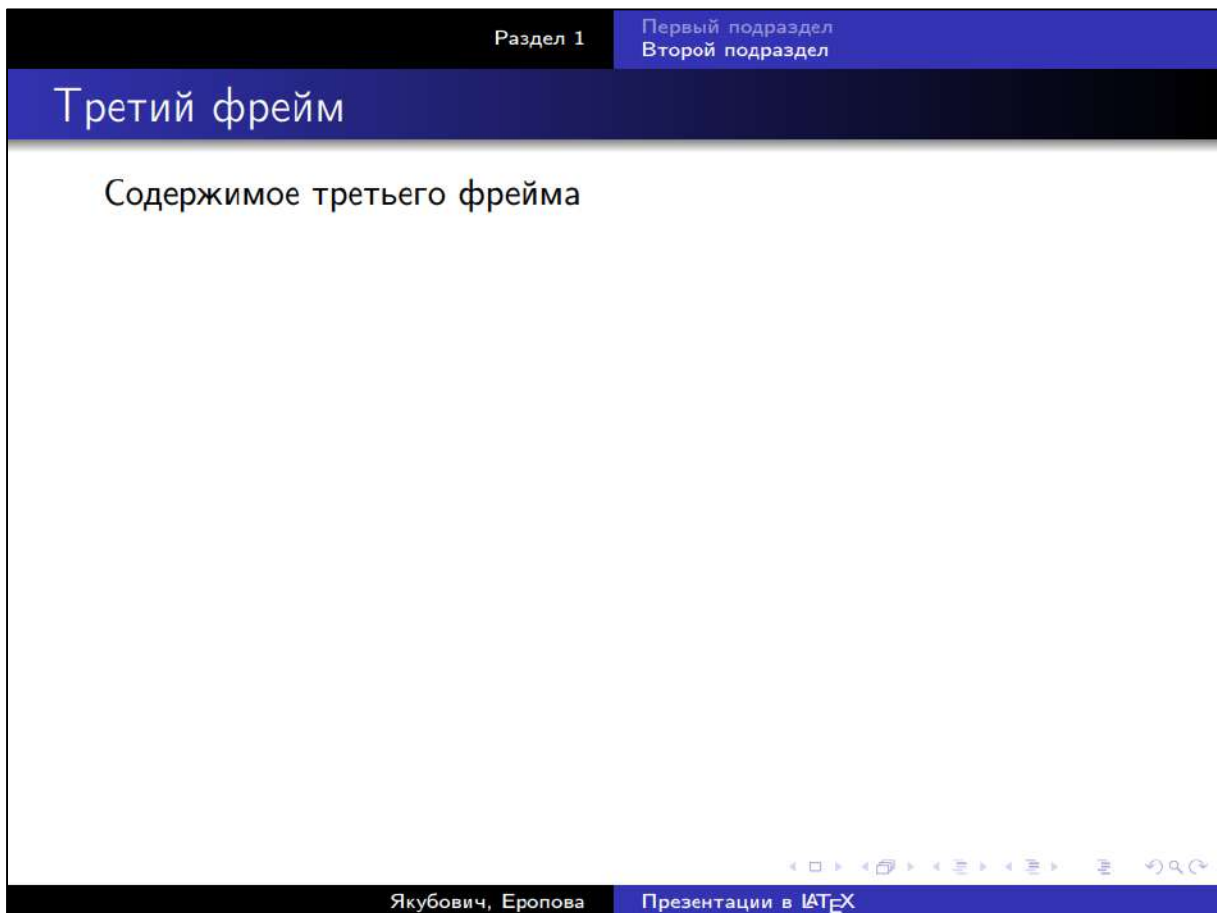 Раздел 1
Первый подраздел
Второй подраздел
Третий фрейм
Содержимое третьего фрейма
Якубович, Еропова
Презентации в LATEX